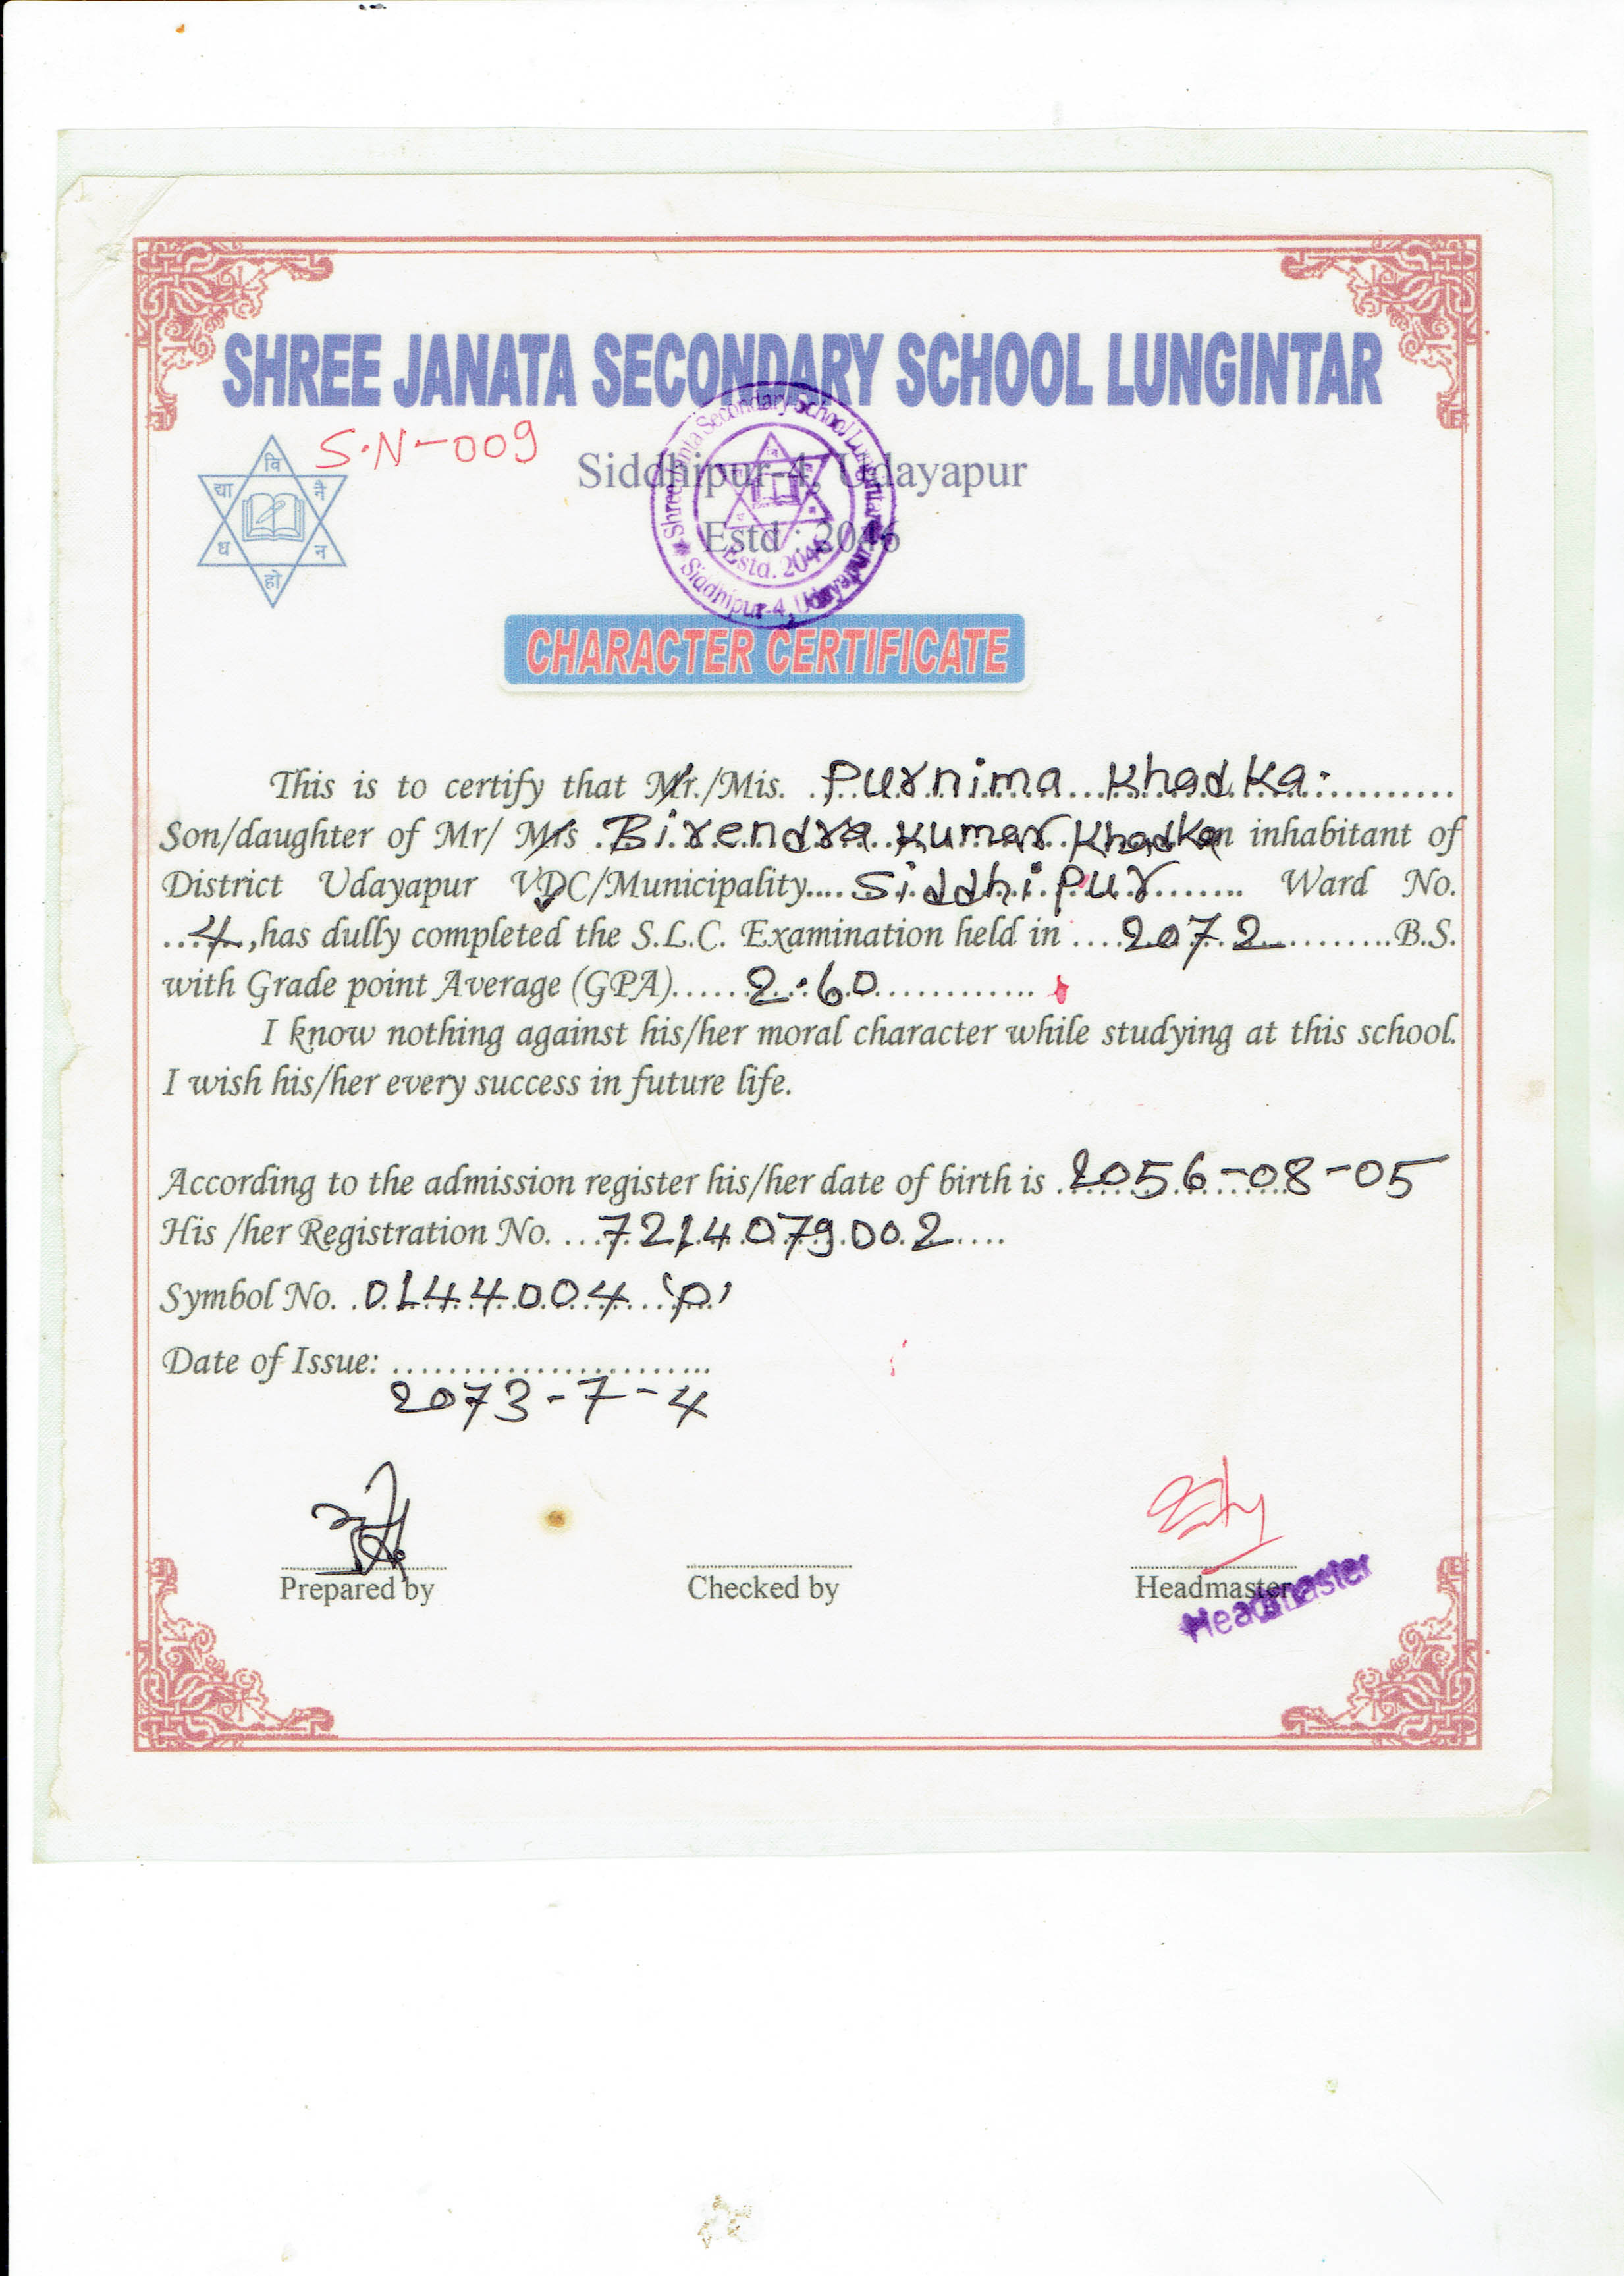 SHREE JANATA SECONDARY SCHOOL LUNGINTAR
S.N-009
Siddhipur-4, Udayapur
Estd : 2046
वि
द्या
नै
ध
न
हो
Shree Janata Secondary School Lungintar
Estd. 2046
Siddhipur-4, Udayapur
CHARACTER CERTIFICATE
This is to certify that Mr./Mis. Purnima Khadka
Son/daughter of Mr/ Mrs Birendra Kumar Khadka an inhabitant of
District Udayapur VDC/Municipality.... Siddhipur ....... Ward No.
...4..,has dully completed the S.L.C. Examination held in ....2072.........B.S.
with Grade point Average (GPA)......2.60.............
I know nothing against his/her moral character while studying at this school.
I wish his/her every success in future life.
According to the admission register his/her date of birth is 2056-08-05
His /her Registration No. ...7214079002....
Symbol No. .0144004
Date of Issue: .......................
2073-7-4
Prepared by
Checked by
Headmaster
Headmaster